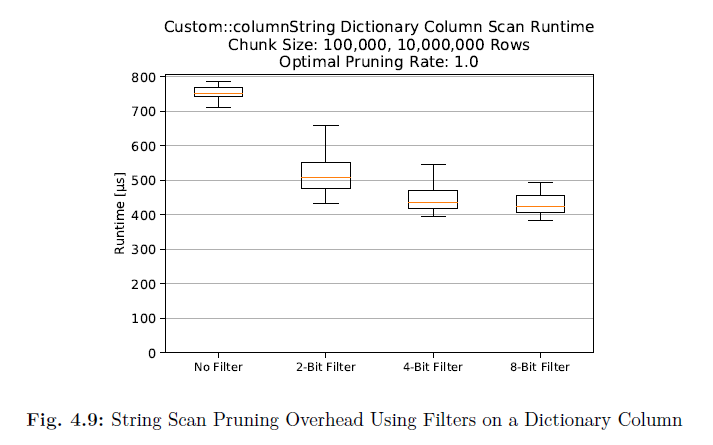 Custom::columnString Dictionary Column Scan Runtime
Chunk Size: 100,000, 10,000,000 Rows
Optimal Pruning Rate: 1.0
800
700
600
500
400
300
200
100
0
Runtime [µs]
No Filter
2-Bit Filter
4-Bit Filter
8-Bit Filter
Fig. 4.9: String Scan Pruning Overhead Using Filters on a Dictionary Column